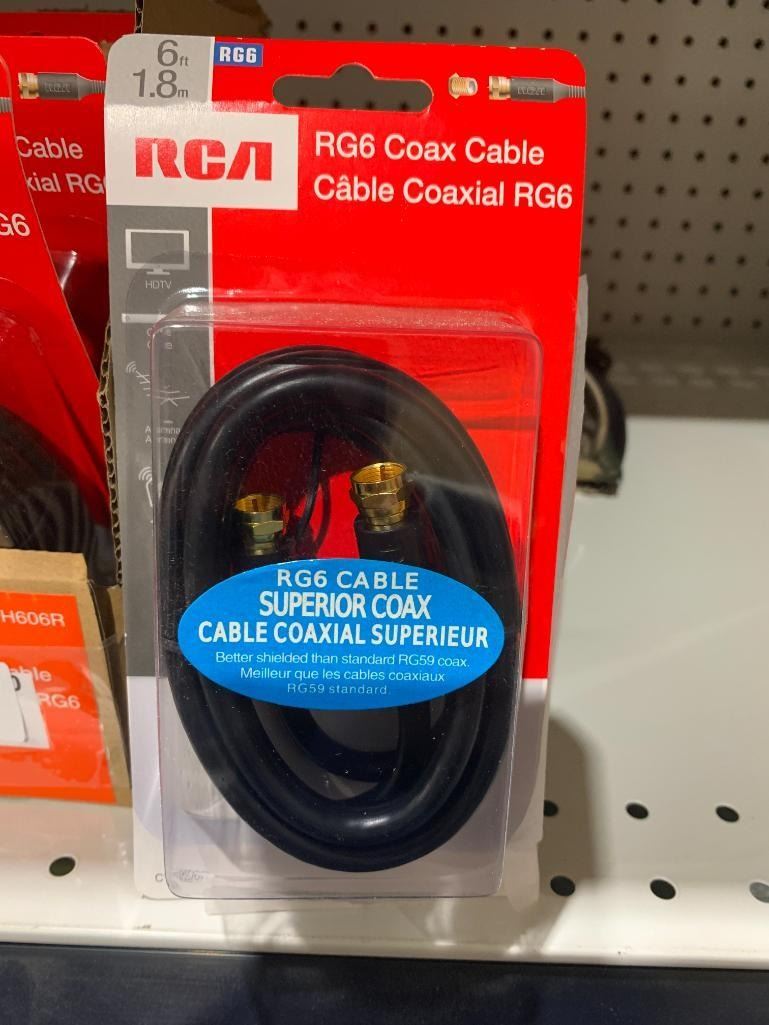 6ft
1.8m
RG6
RCA
RG6 Coax Cable
Câble Coaxial RG6
HDTV
RG6 CABLE
SUPERIOR COAX
CABLE COAXIAL SUPERIEUR
Better shielded than standard RG59 coax.
Meilleur que les cables coaxiaux
RG59 standard.
Cable
xial RG
G6
H606R
ble
RG6